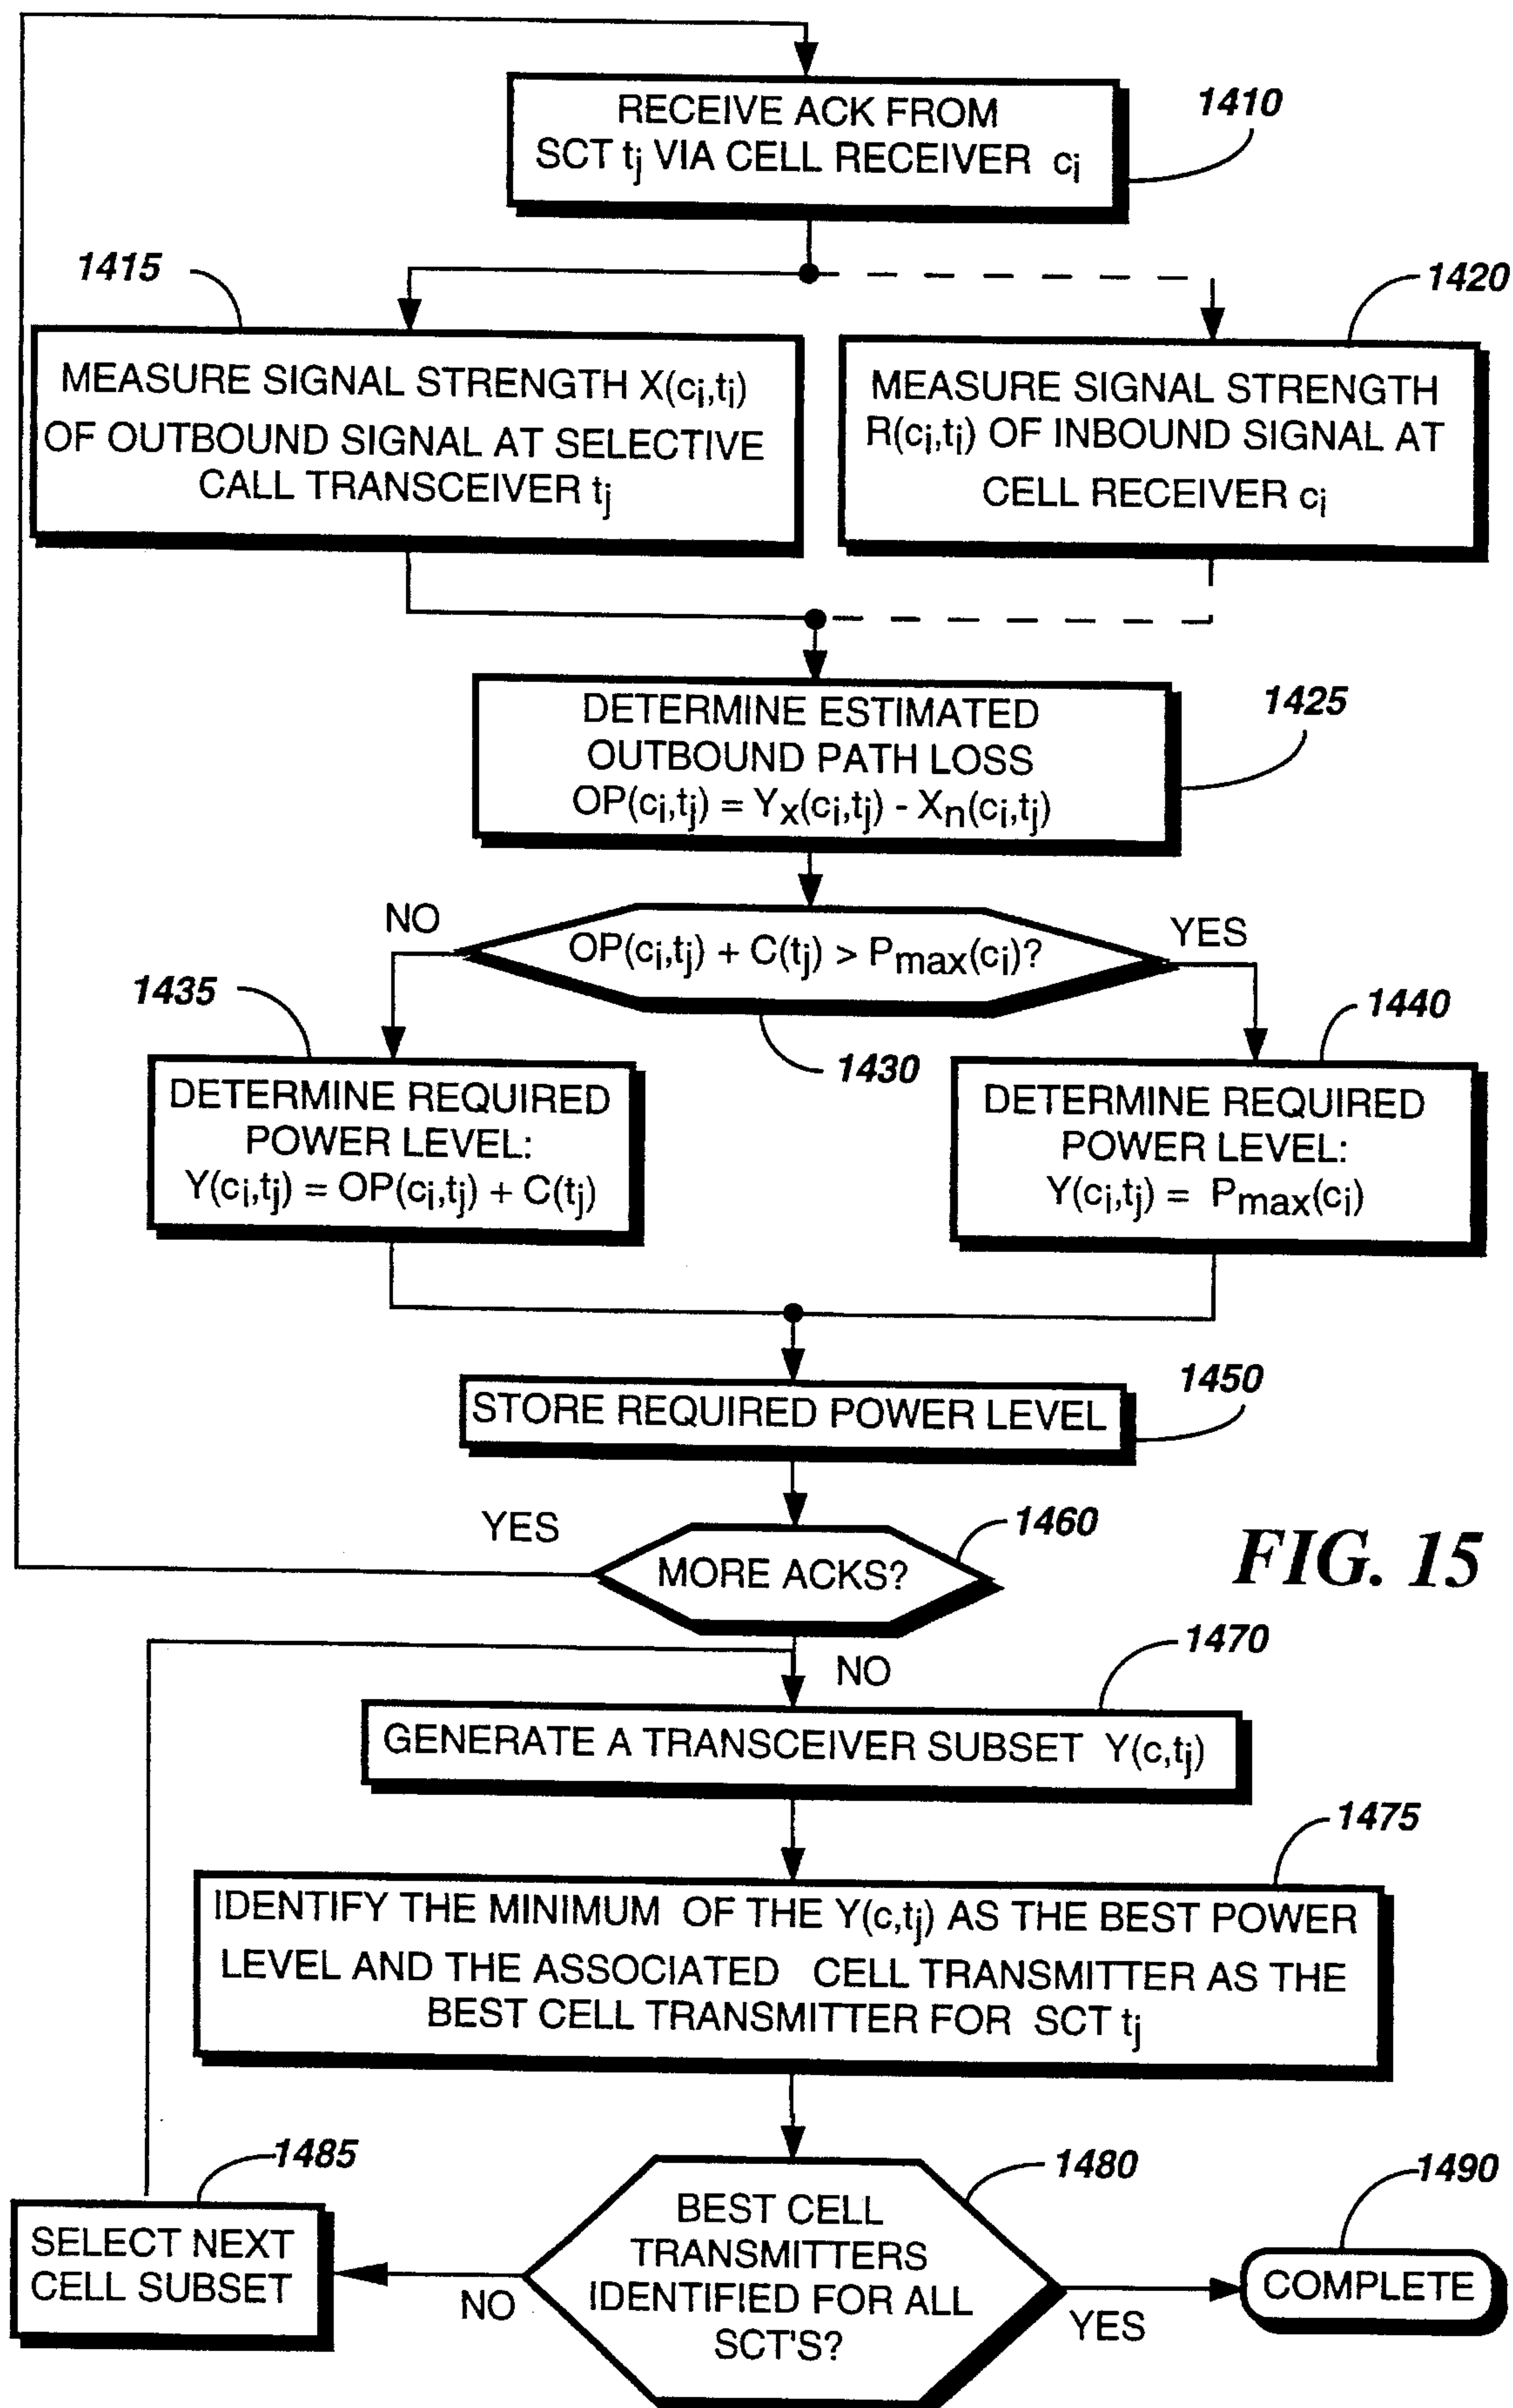 RECEIVE ACK FROM
SCT tj VIA CELL RECEIVER ci
1410
1415
1420
MEASURE SIGNAL STRENGTH X(ci,tj)
OF OUTBOUND SIGNAL AT SELECTIVE
CALL TRANSCEIVER tj
MEASURE SIGNAL STRENGTH
R(ci,tj) OF INBOUND SIGNAL AT
CELL RECEIVER ci
DETERMINE ESTIMATED
OUTBOUND PATH LOSS
OP(ci,tj) = Yx(ci,tj) - Xn(ci,tj)
1425
NO
OP(ci,tj) + C(tj) > Pmax(ci)?
YES
1430
1435
DETERMINE REQUIRED
POWER LEVEL:
Y(ci,tj) = OP(ci,tj) + C(tj)
1440
DETERMINE REQUIRED
POWER LEVEL:
Y(ci,tj) = Pmax(ci)
STORE REQUIRED POWER LEVEL
1450
YES
MORE ACKS?
1460
FIG. 15
NO
1470
GENERATE A TRANSCEIVER SUBSET Y(c,tj)
1475
IDENTIFY THE MINIMUM OF THE Y(c,tj) AS THE BEST POWER
LEVEL AND THE ASSOCIATED CELL TRANSMITTER AS THE
BEST CELL TRANSMITTER FOR SCT tj
1485
SELECT NEXT
CELL SUBSET
NO
1480
BEST CELL
TRANSMITTERS
IDENTIFIED FOR ALL
SCT'S?
YES
1490
COMPLETE